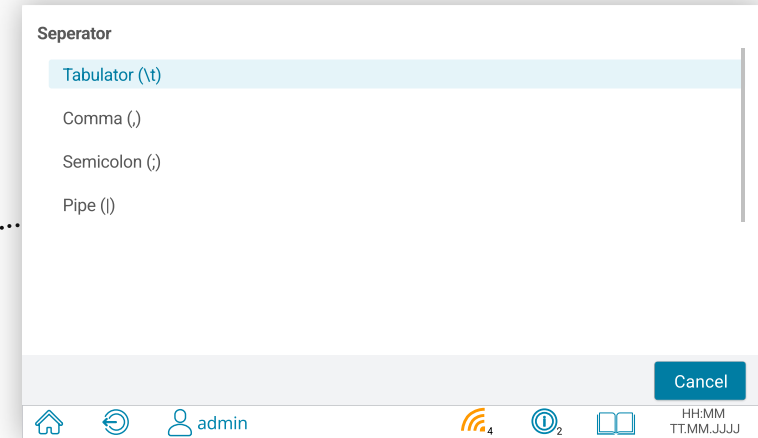 Seperator
Tabulator (\t)
Comma (,)
Semicolon (;)
Pipe (|)
Cancel
admin
4
2
HH:MM
TT.MM.JJJJ